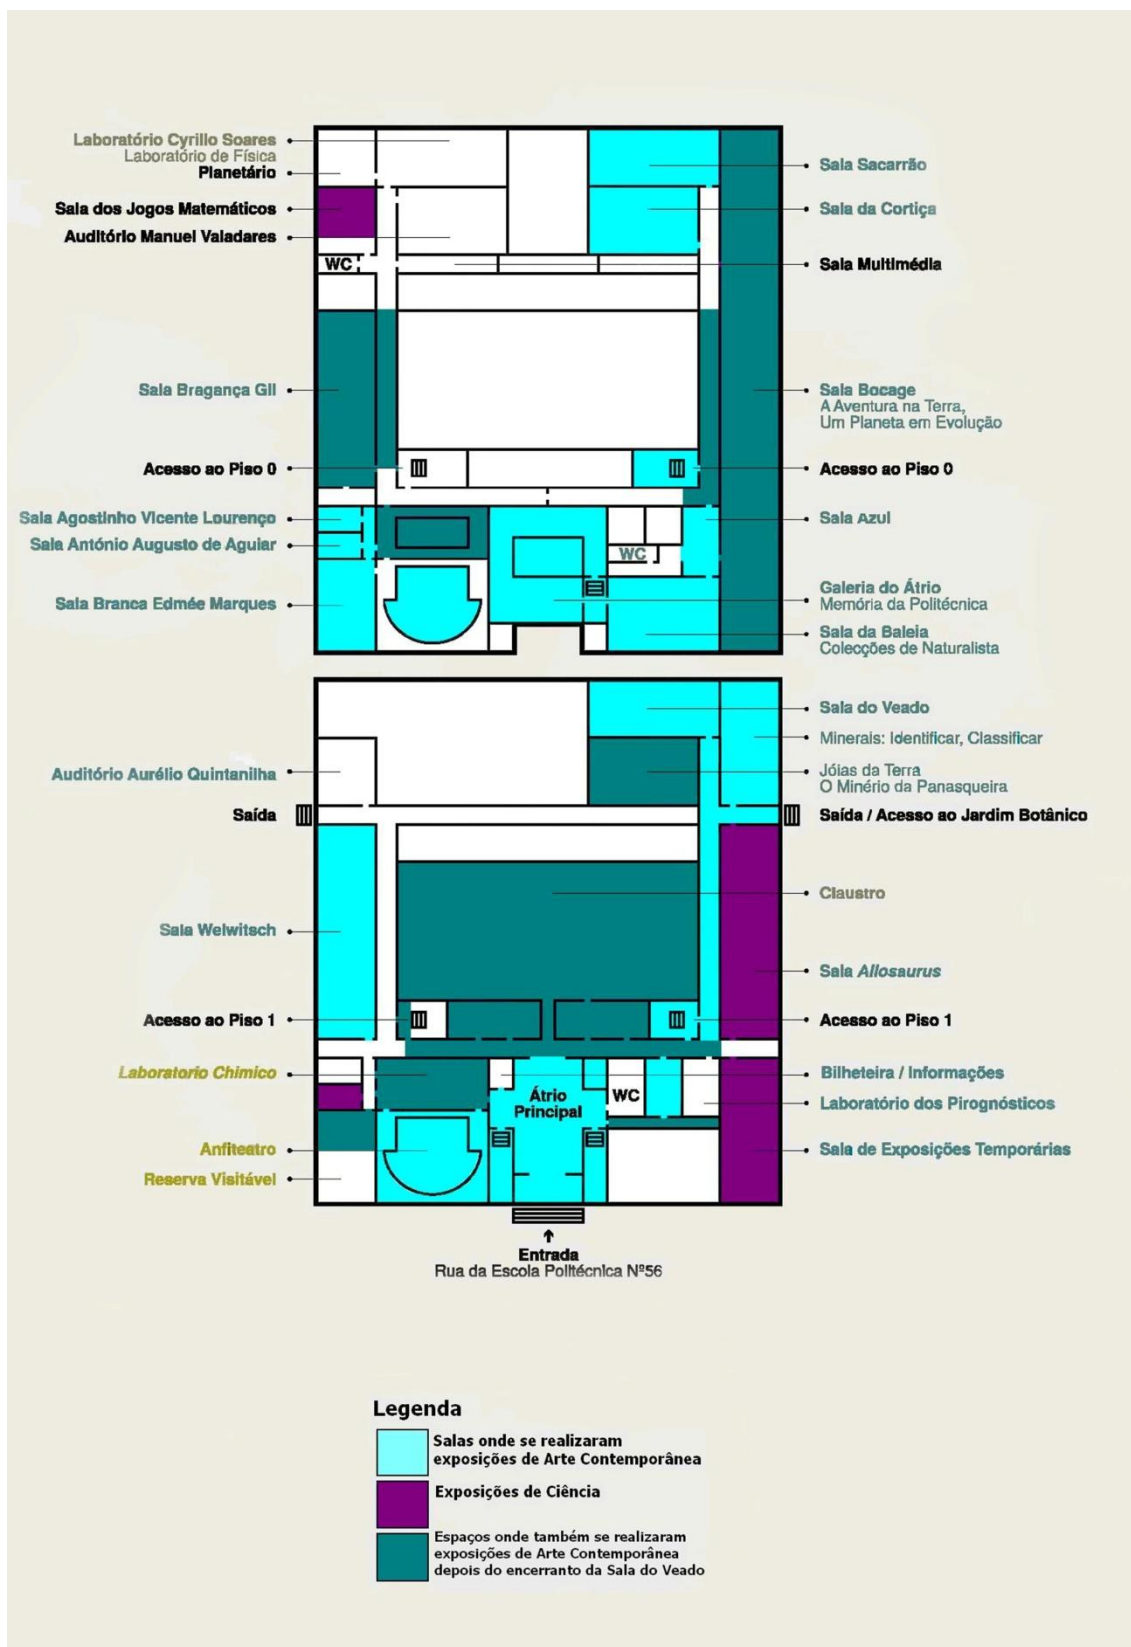 Laboratório Cyrillo Soares
Laboratório de Física
Planetário
Sala dos Jogos Matemáticos
Auditório Manuel Valadares
WC
Sala Bragança Gil
Acesso ao Piso 0
Sala Agostinho Vicente Lourenço
Sala António Augusto de Aguiar
Sala Branca Edmée Marques
Sala Sacarrão
Sala da Cortiça
Sala Multimédia
Sala Bocage
A Aventura na Terra,
Um Planeta em Evolução
Acesso ao Piso 0
Sala Azul
WC
Galeria do Átrio
Memória da Politécnica
Sala da Baleia
Colecções de Naturalista
Auditório Aurélio Quintanilha
Saída
Sala Welwitsch
Acesso ao Piso 1
Laboratorio Chimico
Anfiteatro
Reserva Visitável
Sala do Veado
Minerais: Identificar, Classificar
Jóias da Terra
O Minério da Panasqueira
Saída / Acesso ao Jardim Botânico
Claustro
Sala Allosaurus
Acesso ao Piso 1
Bilheteira / Informações
Laboratório dos Pirognósticos
Sala de Exposições Temporárias
Átrio
Principal
WC
Entrada
Rua da Escola Politécnica Nº56
Legenda
Salas onde se realizaram
exposições de Arte Contemporânea
Exposições de Ciência
Espaços onde também se realizaram
exposições de Arte Contemporânea
depois do encerranto da Sala do Veado